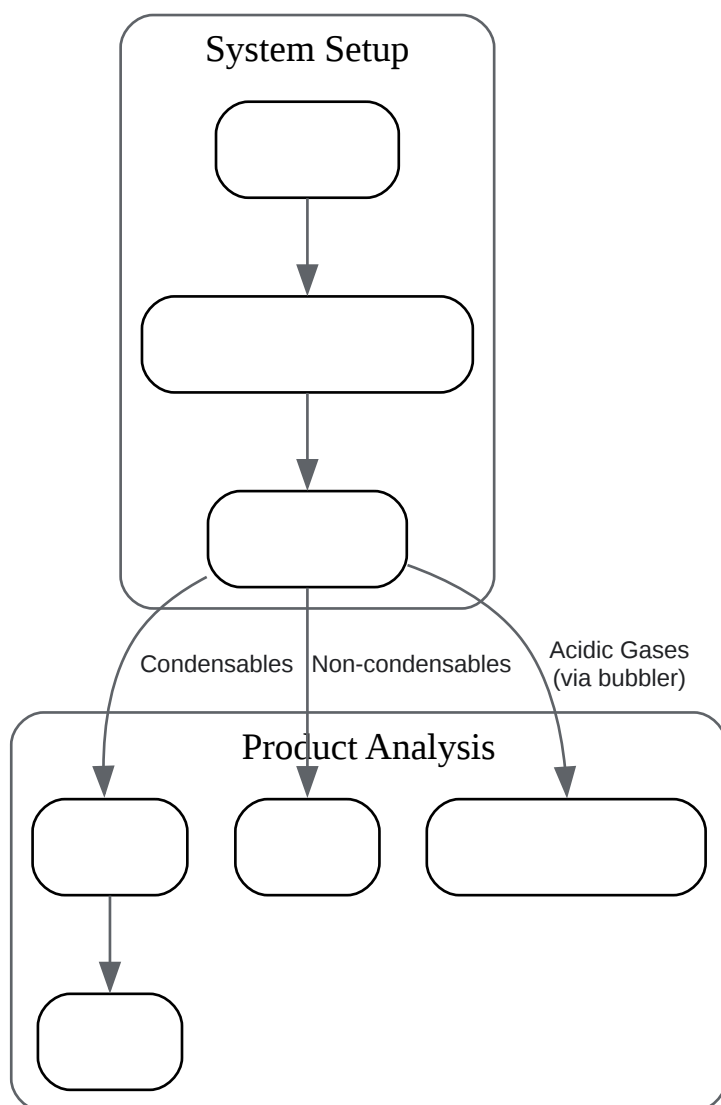 System Setup
Condensables
Non-condensables
Acidic Gases
(via bubbler)
Product Analysis